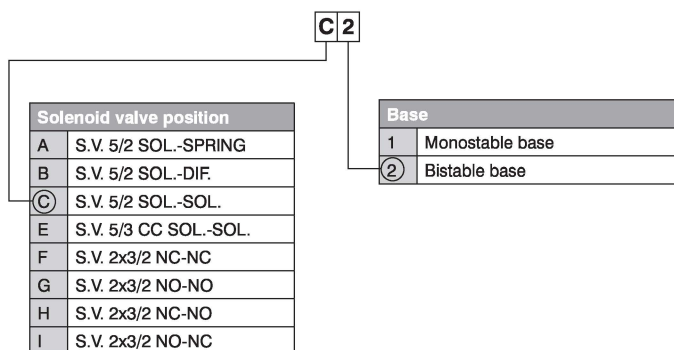 C 2
Solenoid valve position
A S.V. 5/2 SOL.-SPRING
B S.V. 5/2 SOL.-DIF.
C S.V. 5/2 SOL.-SOL.
E S.V. 5/3 CC SOL.-SOL.
F S.V. 2x3/2 NC-NC
G S.V. 2x3/2 NO-NO
H S.V. 2x3/2 NC-NO
I S.V. 2x3/2 NO-NC
Base
1 Monostable base
2 Bistable base